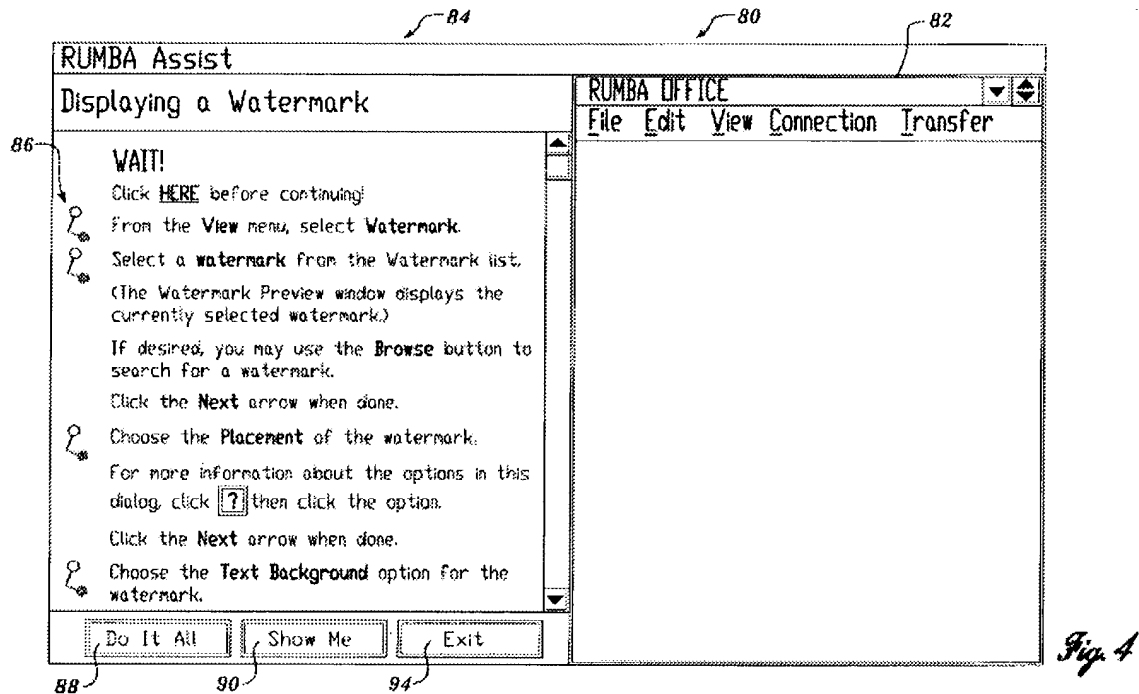 84
80
82
RUMBA Assist
Displaying a Watermark
RUMBA OFFICE
File Edit View Connection Transfer
86
WAIT!
Click HERE before continuing!
From the View menu, select Watermark.
Select a watermark from the Watermark list.
(The Watermark Preview window displays the
currently selected watermark.)
If desired, you may use the Browse button to
search for a watermark.
Click the Next arrow when done.
Choose the Placement of the watermark.
For more information about the options in this
dialog, click ? then click the option.
Click the Next arrow when done.
Choose the Text Background option for the
watermark.
Do It All
Show Me
Exit
88
90
94
Fig. 4